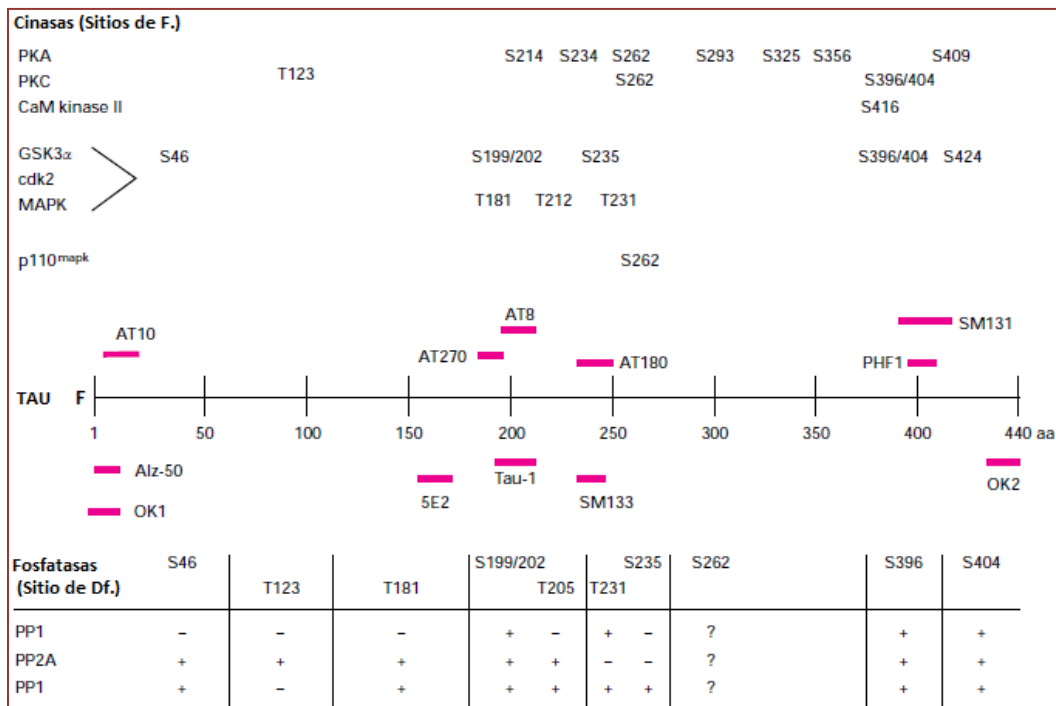 Cinasas (Sitios de F.)
PKA S214 S234 S262 S293 S325 S356 S409
T123
PKC S262 S396/404
CaM kinase II S416
GSK3α S46 S199/202 S235 S396/404 S424
cdk2
MAPK T181 T212 T231
p110mapk S262
AT8
SM131
AT10
AT270 AT180 PHF1
TAU F
1 50 100 150 200 250 300 350 400 440 aa
Alz-50
Tau-1
OK2
5E2 SM133
OK1
Fosfatasas S46 S199/202 S235 S262 S396 S404
(Sitio de Df.) T123 T181 T205 T231
PP1 – – – + – + – ? + +
PP2A + + + + + – – ? + +
PP1 + – + + + + + ? + +